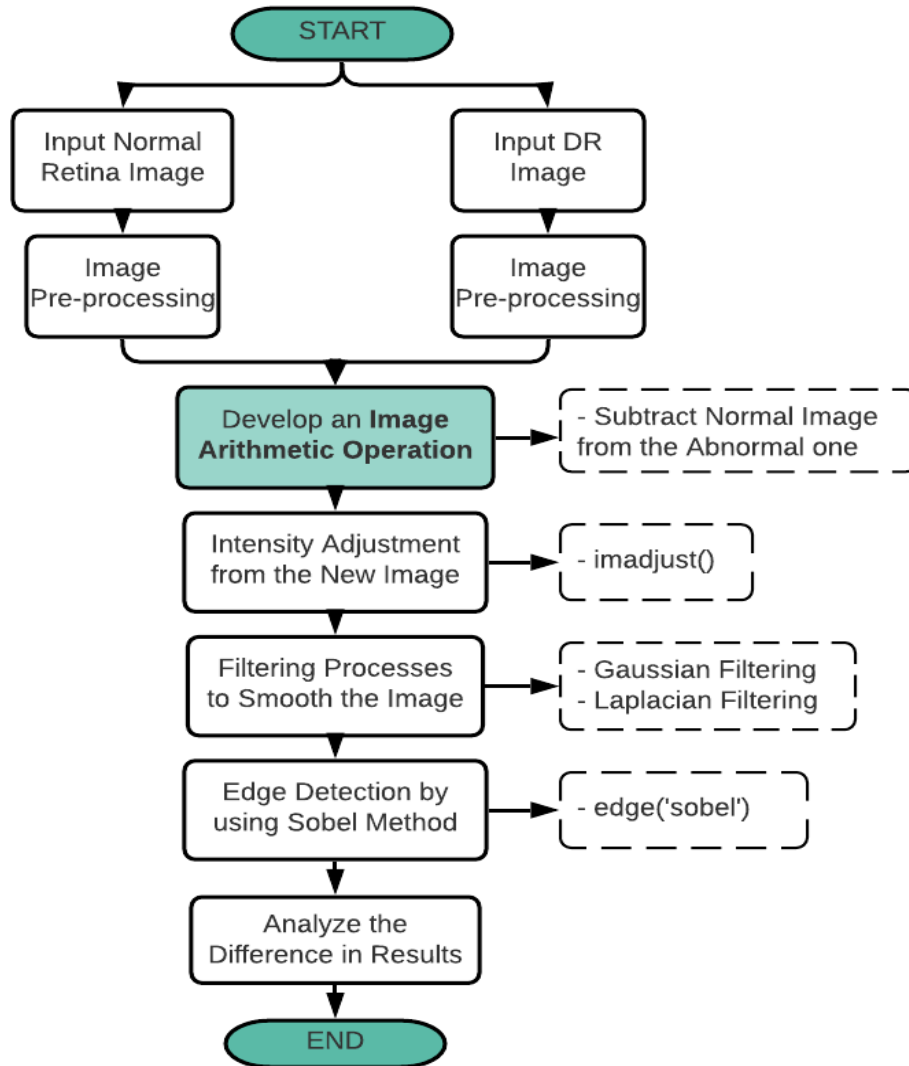 START
Input Normal
Retina Image
Input DR
Image
Image
Pre-processing
Image
Pre-processing
Develop an Image
Arithmetic Operation
- Subtract Normal Image
from the Abnormal one
Intensity Adjustment
from the New Image
- imadjust()
Filtering Processes
to Smooth the Image
- Gaussian Filtering
- Laplacian Filtering
Edge Detection by
using Sobel Method
- edge('sobel')
Analyze the
Difference in Results
END